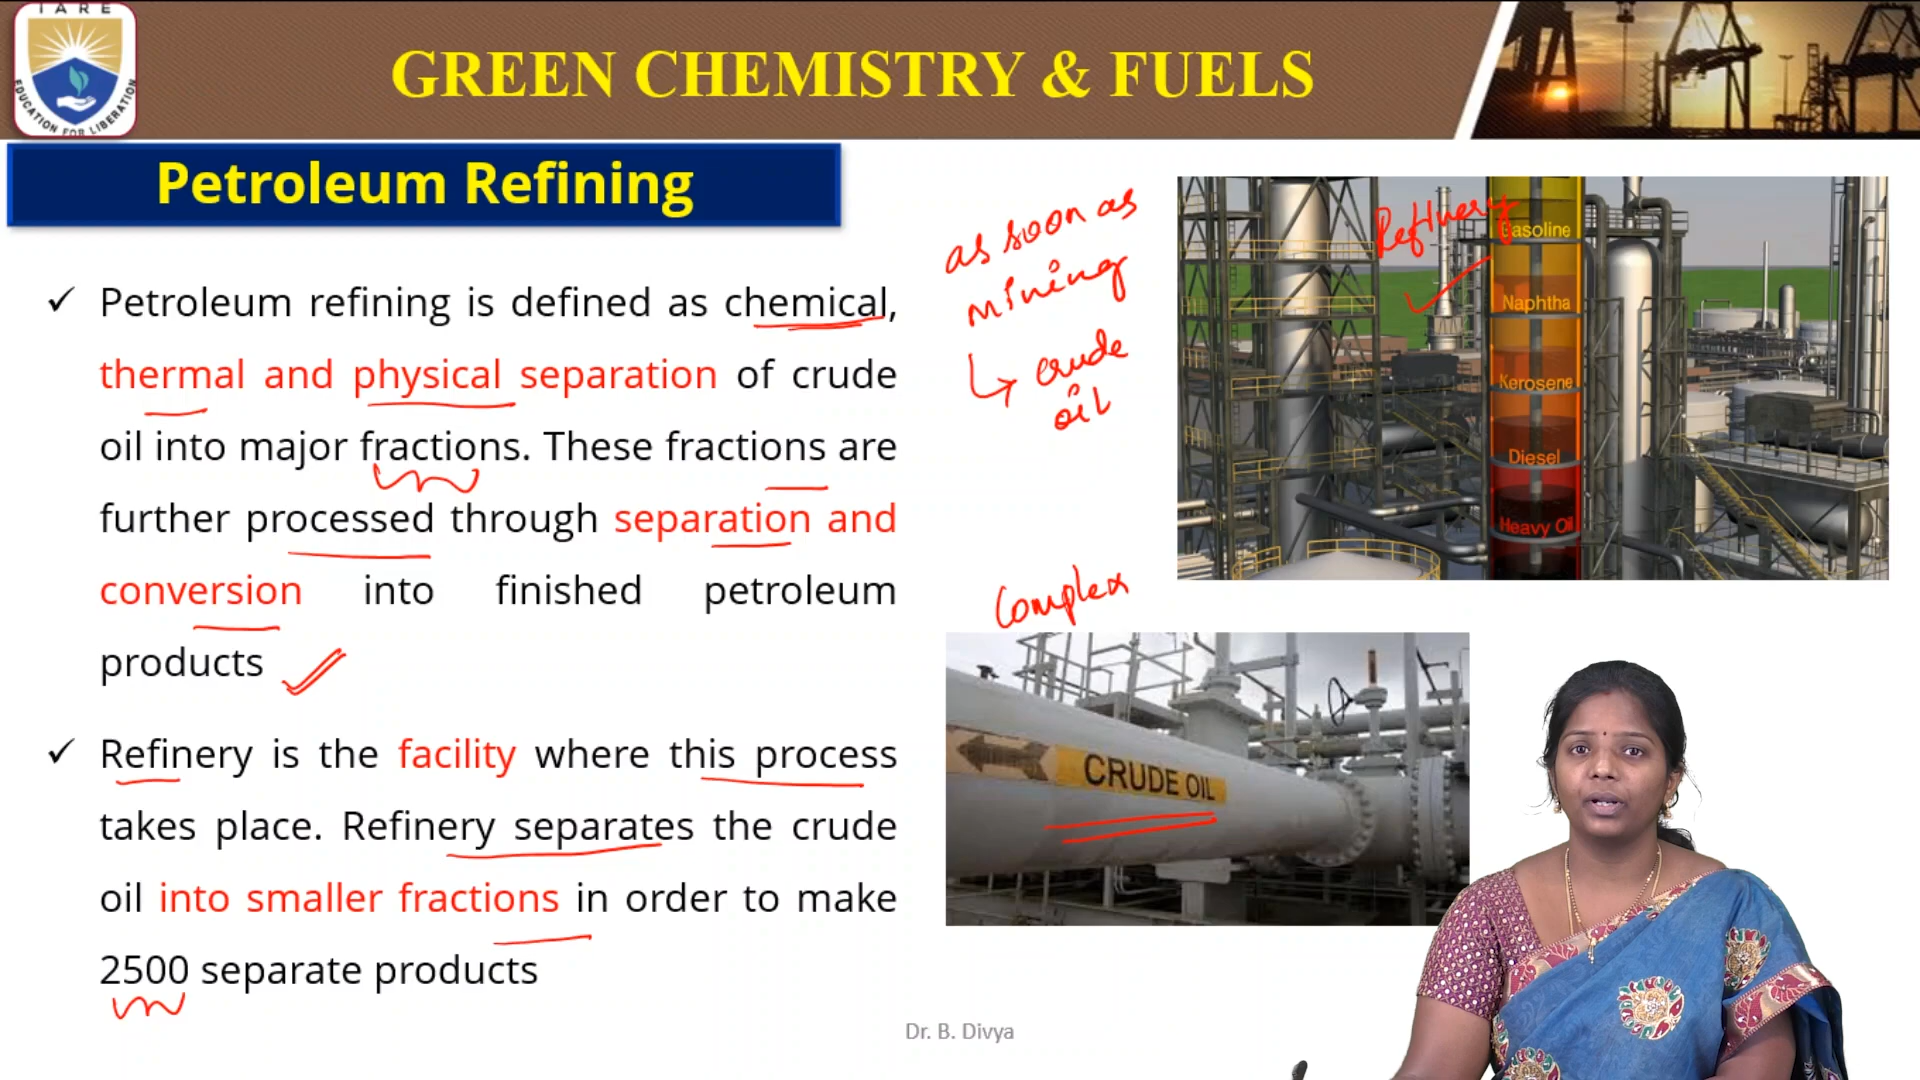 IARE
EDUCATION FOR LIBERATION
GREEN CHEMISTRY & FUELS
Petroleum Refining
✓ Petroleum refining is defined as chemical,
thermal and physical separation of crude
oil into major fractions. These fractions are
further processed through separation and
conversion into finished petroleum
products
✓ Refinery is the facility where this process
takes place. Refinery separates the crude
oil into smaller fractions in order to make
2500 separate products
as soon as
mining
↳ crude
oil
Refinery
Gasoline
Naphtha
Kerosene
Diesel
Heavy Oil
Complex
CRUDE OIL
Dr. B. Divya